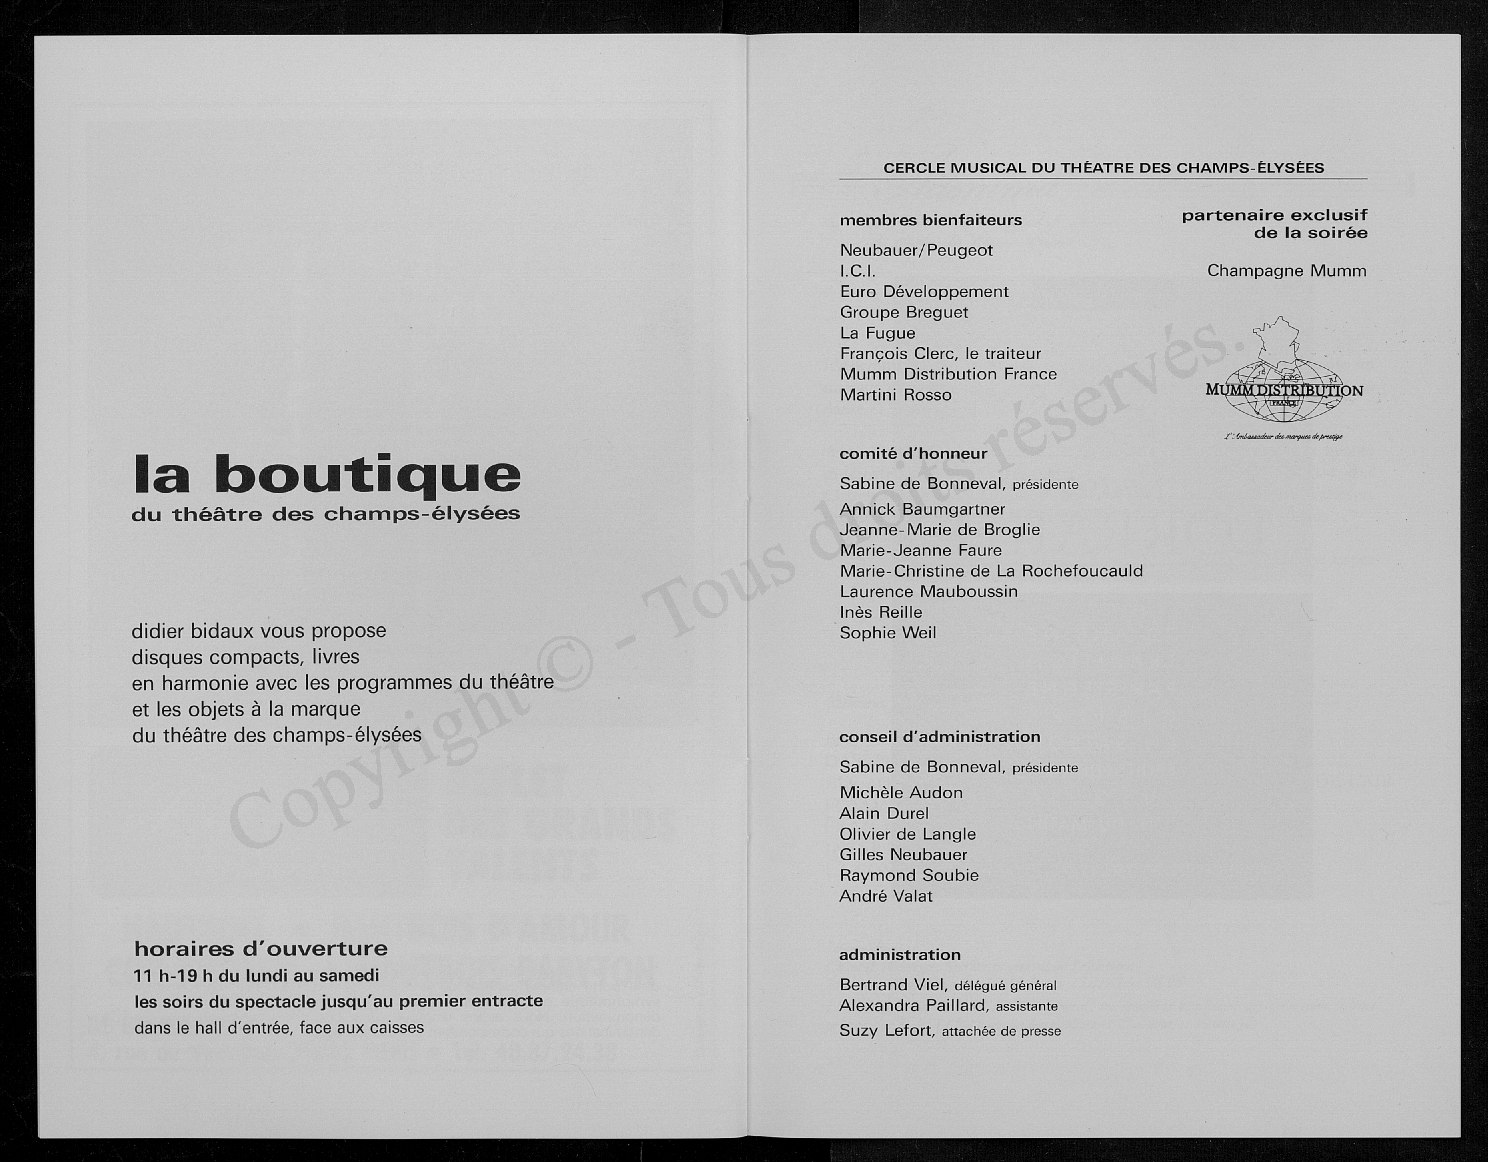 la boutique
du théâtre des champs-élysées
didier bidaux vous propose
disques compacts, livres
en harmonie avec les programmes du théâtre
et les objets à la marque
du théâtre des champs-élysées
horaires d'ouverture
11 h-19 h du lundi au samedi
les soirs du spectacle jusqu'au premier entracte
dans le hall d'entrée, face aux caisses
CERCLE MUSICAL DU THÉATRE DES CHAMPS-ÉLYSÉES
membres bienfaiteurs
Neubauer/Peugeot
I.C.I.
Euro Développement
Groupe Breguet
La Fugue
François Clerc, le traiteur
Mumm Distribution France
Martini Rosso
partenaire exclusif
de la soirée
Champagne Mumm
MUMM DISTRIBUTION
FRANCE
L'Ambassadeur des marques de prestige
comité d'honneur
Sabine de Bonneval, présidente
Annick Baumgartner
Jeanne-Marie de Broglie
Marie-Jeanne Faure
Marie-Christine de La Rochefoucauld
Laurence Mauboussin
Inès Reille
Sophie Weil
conseil d'administration
Sabine de Bonneval, présidente
Michèle Audon
Alain Durel
Olivier de Langle
Gilles Neubauer
Raymond Soubie
André Valat
administration
Bertrand Viel, délégué général
Alexandra Paillard, assistante
Suzy Lefort, attachée de presse
Copyright © - Tous droits réservés.